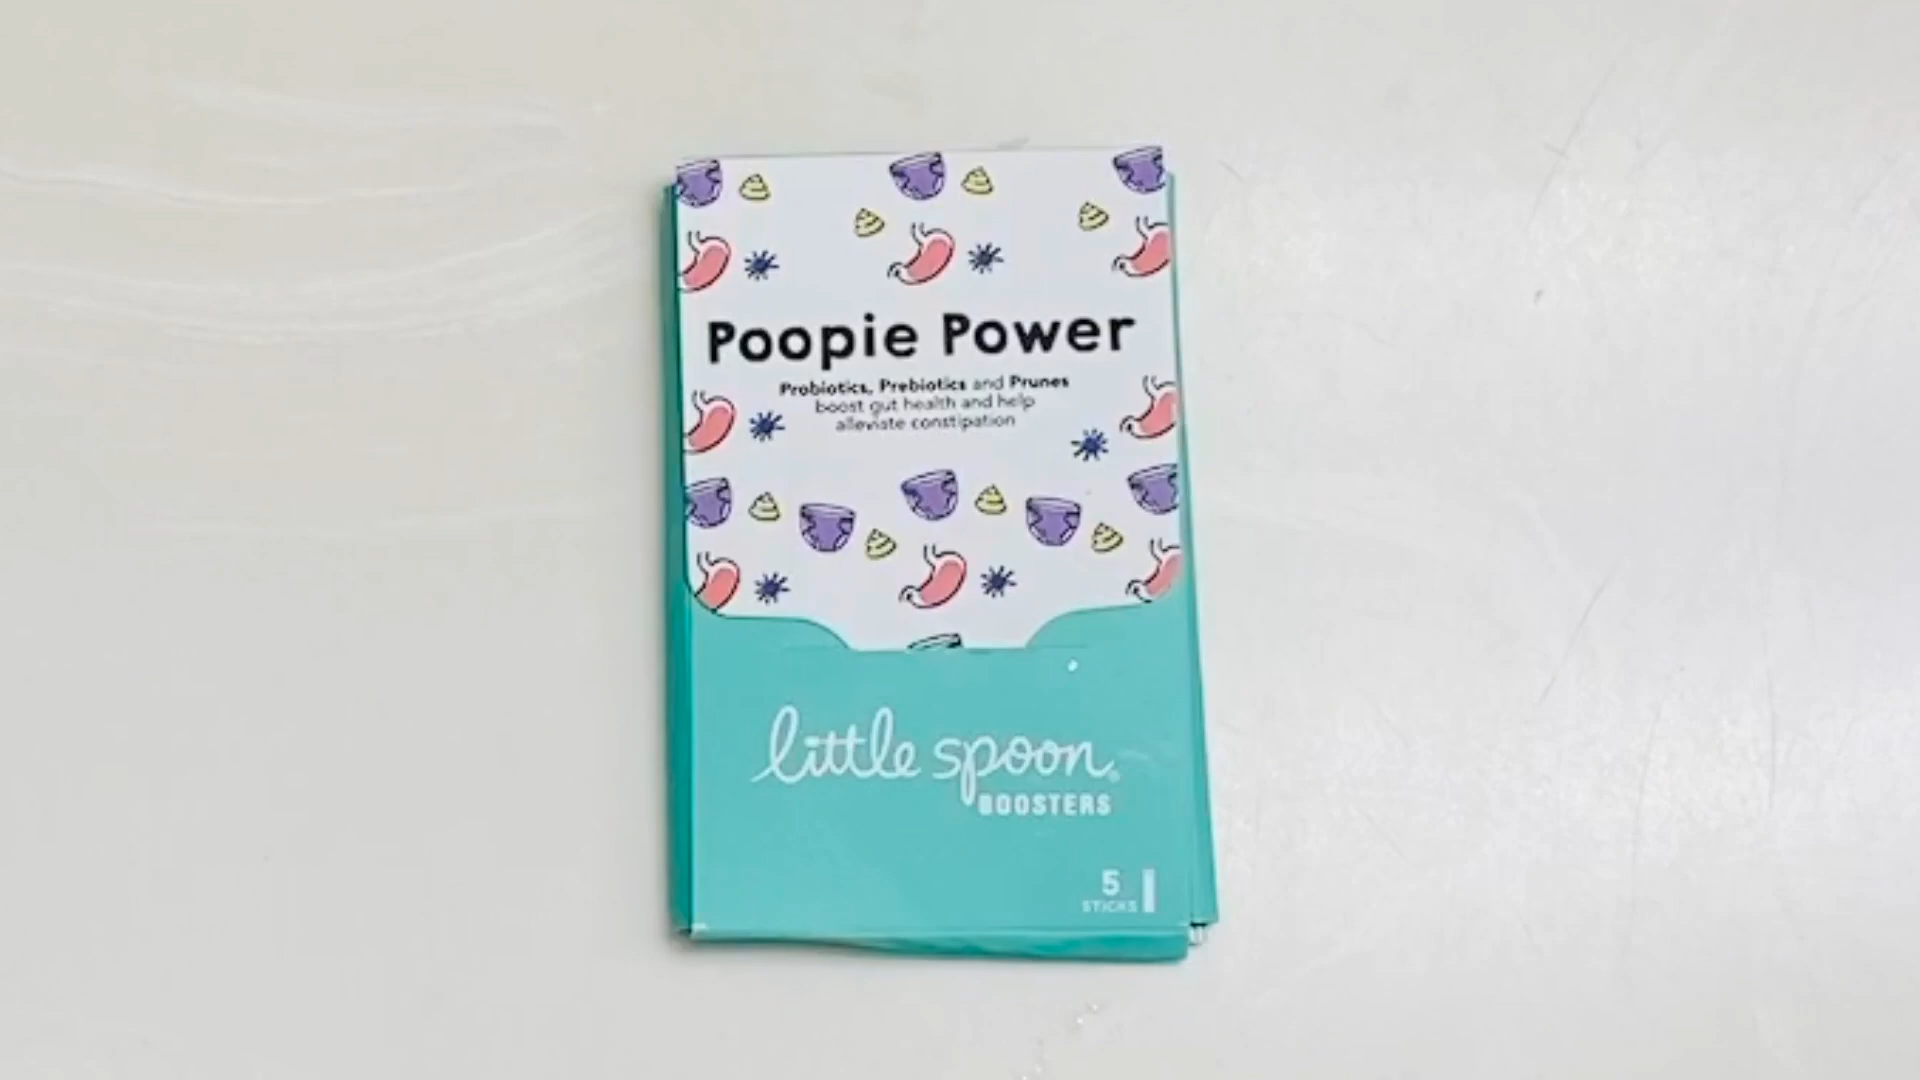 Poopie Power
Probiotics, Prebiotics and Prunes
boost gut health and help
alleviate constipation
little spoon®
BOOSTERS
5
STICKS